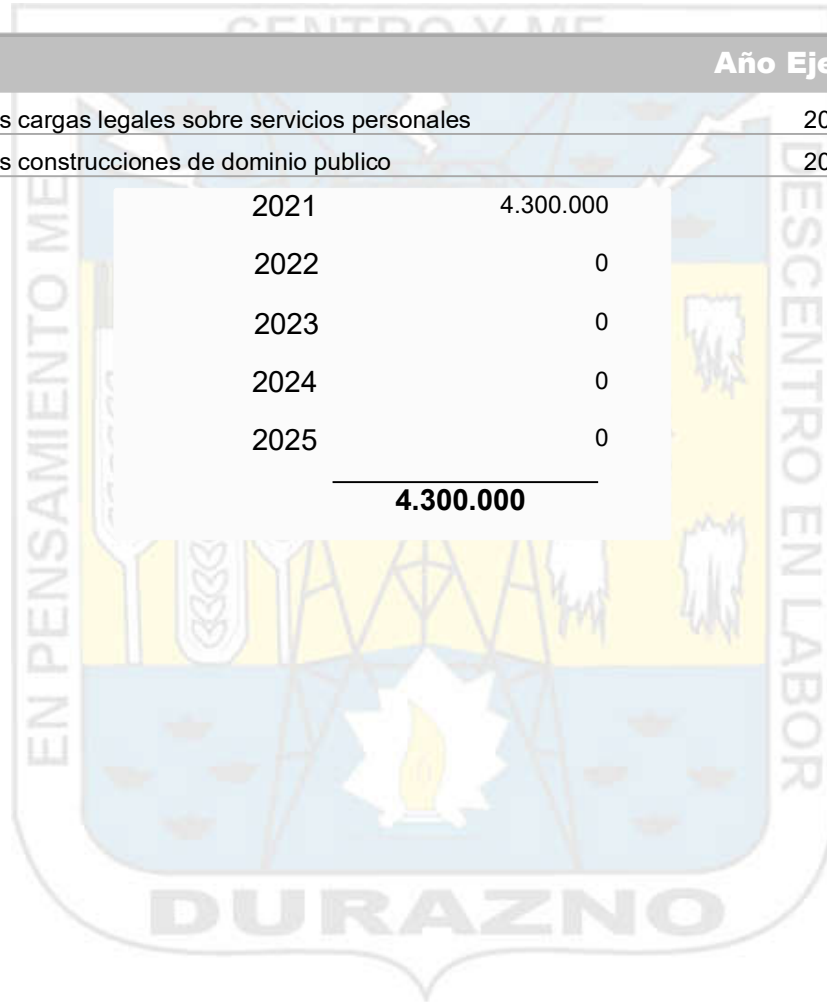 CENTRO Y ME
Año Eje
s cargas legales sobre servicios personales 20
s construcciones de dominio publico 20
2021 4.300.000
2022 0
2023 0
2024 0
2025 0
4.300.000
EN PENSAMIENTO ME
DESCENTRO EN LABOR
DURAZNO